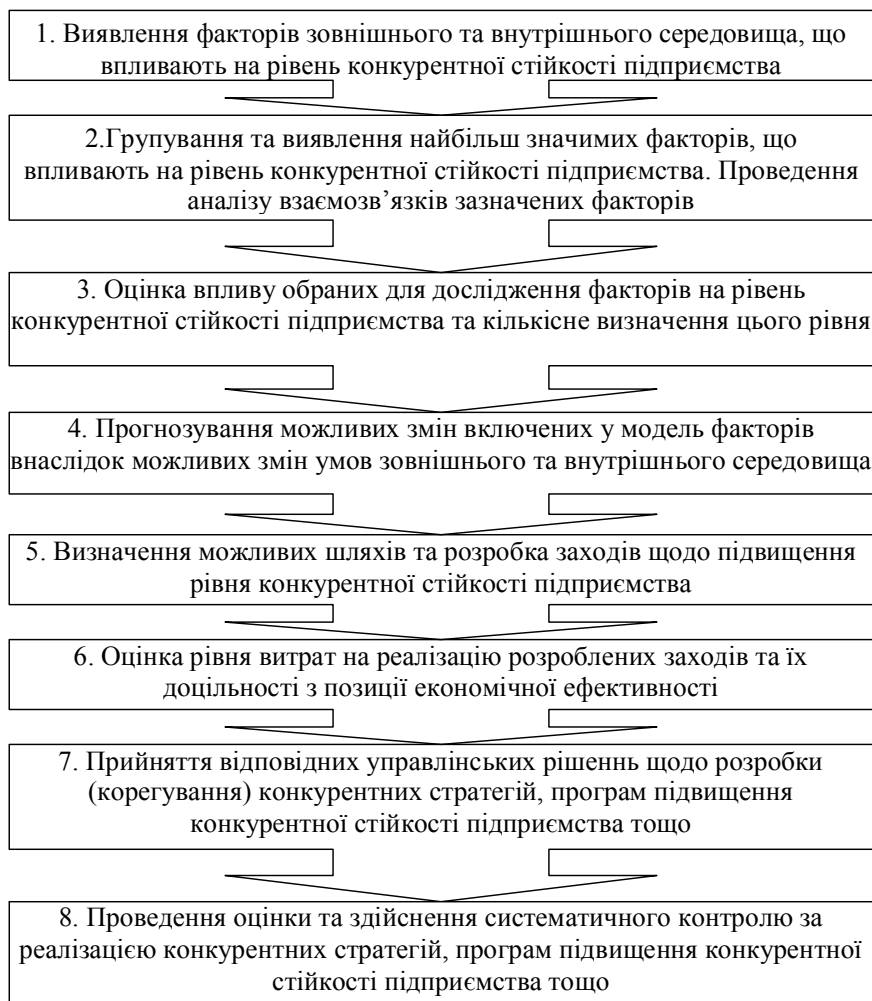 1. Виявлення факторів зовнішнього та внутрішнього середовища, що
впливають на рівень конкурентної стійкості підприємства
2.Групування та виявлення найбільш значимих факторів, що
впливають на рівень конкурентної стійкості підприємства. Проведення
аналізу взаємозв’язків зазначених факторів
3. Оцінка впливу обраних для дослідження факторів на рівень
конкурентної стійкості підприємства та кількісне визначення цього рівня
4. Прогнозування можливих змін включених у модель факторів
внаслідок можливих змін умов зовнішнього та внутрішнього середовища
5. Визначення можливих шляхів та розробка заходів щодо підвищення
рівня конкурентної стійкості підприємства
6. Оцінка рівня витрат на реалізацію розроблених заходів та їх
доцільності з позиції економічної ефективності
7. Прийняття відповідних управлінських рішеннь щодо розробки
(корегування) конкурентних стратегій, програм підвищення
конкурентної стійкості підприємства тощо
8. Проведення оцінки та здійснення систематичного контролю за
реалізацією конкурентних стратегій, програм підвищення конкурентної
стійкості підприємства тощо